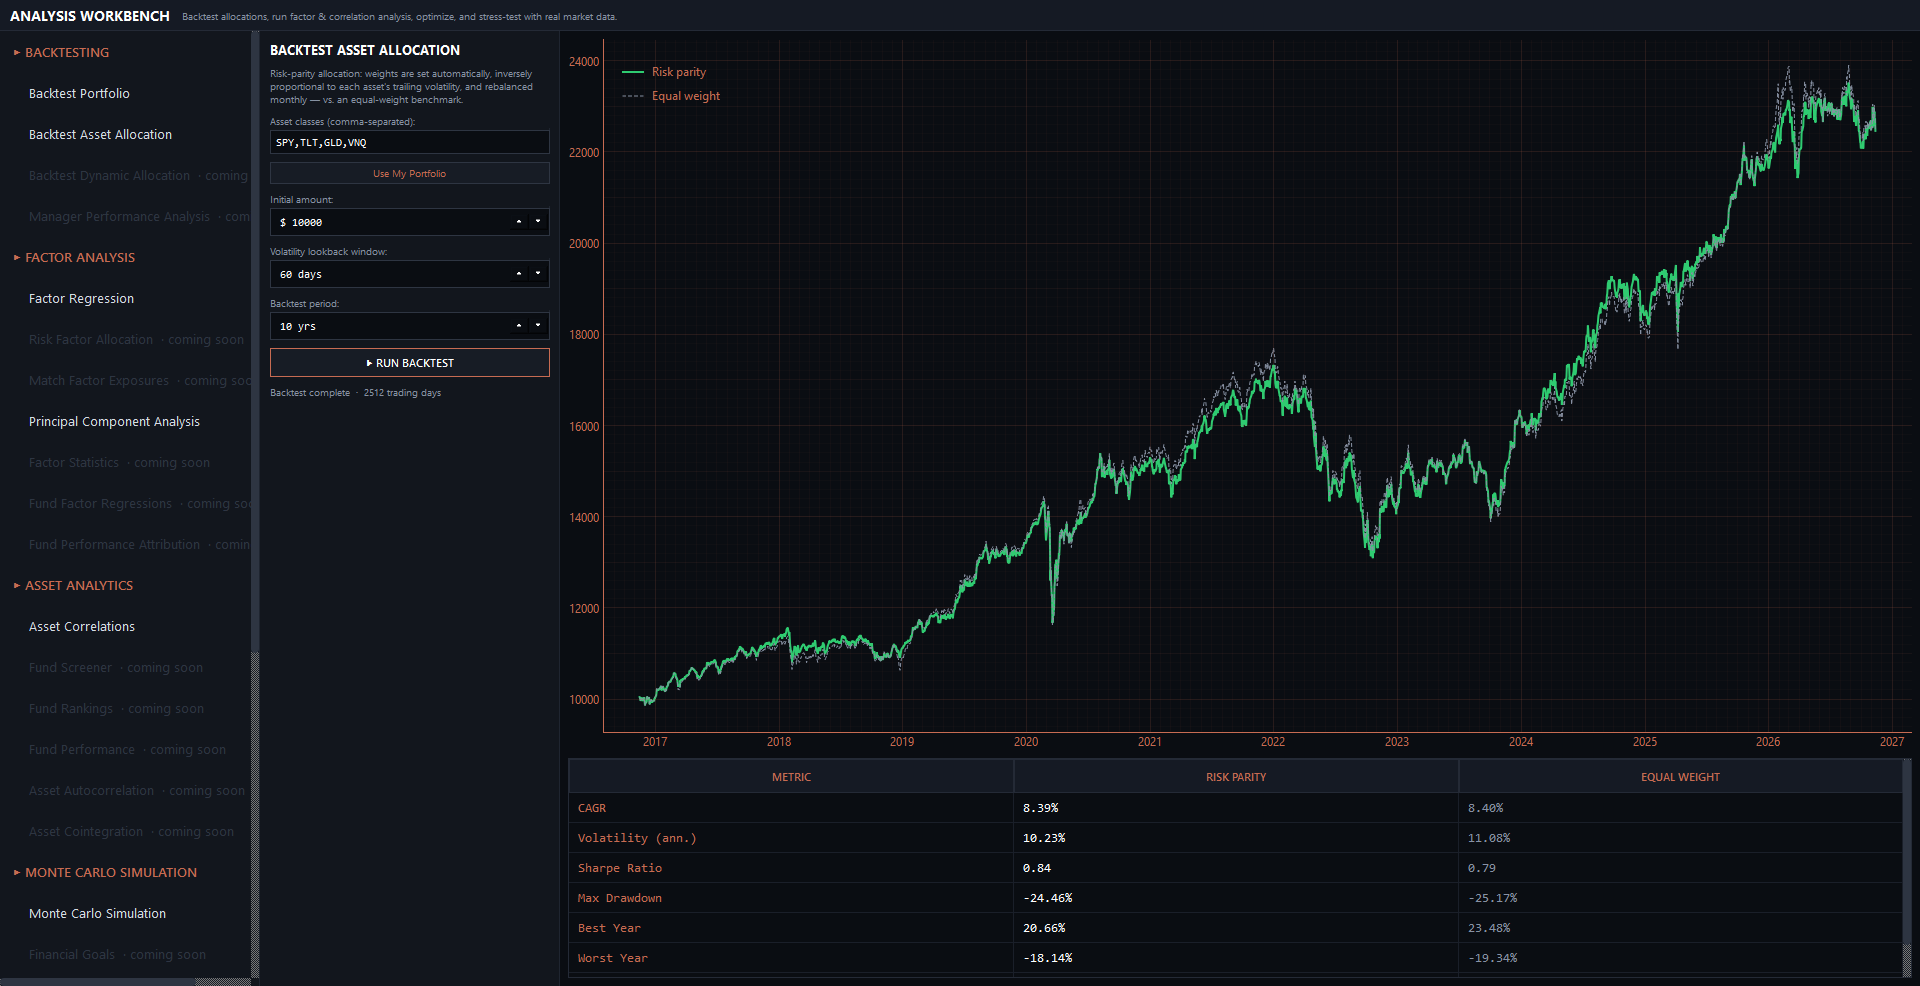 ANALYSIS WORKBENCH Backtest allocations, run factor & correlation analysis, optimize, and stress-test with real market data.
▸ BACKTESTING
Backtest Portfolio
Backtest Asset Allocation
Backtest Dynamic Allocation · coming
Manager Performance Analysis · com
▸ FACTOR ANALYSIS
Factor Regression
Risk Factor Allocation · coming soon
Match Factor Exposures · coming soo
Principal Component Analysis
Factor Statistics · coming soon
Fund Factor Regressions · coming soo
Fund Performance Attribution · comin
▸ ASSET ANALYTICS
Asset Correlations
Fund Screener · coming soon
Fund Rankings · coming soon
Fund Performance · coming soon
Asset Autocorrelation · coming soon
Asset Cointegration · coming soon
▸ MONTE CARLO SIMULATION
Monte Carlo Simulation
Financial Goals · coming soon
BACKTEST ASSET ALLOCATION
Risk-parity allocation: weights are set automatically, inversely
proportional to each asset's trailing volatility, and rebalanced
monthly — vs. an equal-weight benchmark.
Asset classes (comma-separated):
SPY,TLT,GLD,VNQ
Use My Portfolio
Initial amount:
$ 10000
Volatility lookback window:
60 days
Backtest period:
10 yrs
▸ RUN BACKTEST
Backtest complete · 2512 trading days
Risk parity
Equal weight
24000
22000
20000
18000
16000
14000
12000
10000
2017 2018 2019 2020 2021 2022 2023 2024 2025 2026 2027
METRIC RISK PARITY EQUAL WEIGHT
CAGR 8.39% 8.40%
Volatility (ann.) 10.23% 11.08%
Sharpe Ratio 0.84 0.79
Max Drawdown -24.46% -25.17%
Best Year 20.66% 23.48%
Worst Year -18.14% -19.34%